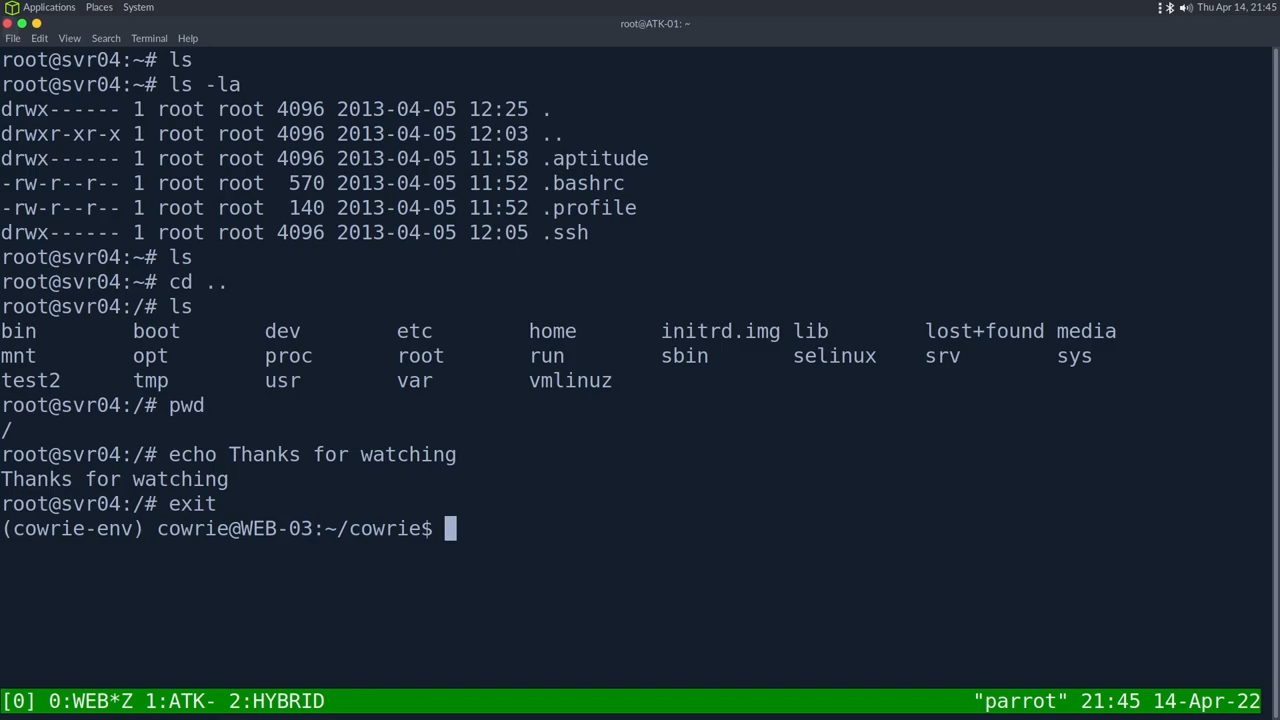 Applications Places System Thu Apr 14, 21:45
root@ATK-01: ~
File Edit View Search Terminal Help
root@svr04:~# ls
root@svr04:~# ls -la
drwx------ 1 root root 4096 2013-04-05 12:25 .
drwxr-xr-x 1 root root 4096 2013-04-05 12:03 ..
drwx------ 1 root root 4096 2013-04-05 11:58 .aptitude
-rw-r--r-- 1 root root  570 2013-04-05 11:52 .bashrc
-rw-r--r-- 1 root root  140 2013-04-05 11:52 .profile
drwx------ 1 root root 4096 2013-04-05 12:05 .ssh
root@svr04:~# ls
root@svr04:~# cd ..
root@svr04:/# ls
bin        boot       dev        etc        home       initrd.img lib        lost+found media
mnt        opt        proc       root       run        sbin       selinux    srv        sys
test2      tmp        usr        var        vmlinuz
root@svr04:/# pwd
/
root@svr04:/# echo Thanks for watching
Thanks for watching
root@svr04:/# exit
(cowrie-env) cowrie@WEB-03:~/cowrie$
[0] 0:WEB*Z 1:ATK- 2:HYBRID "parrot" 21:45 14-Apr-22